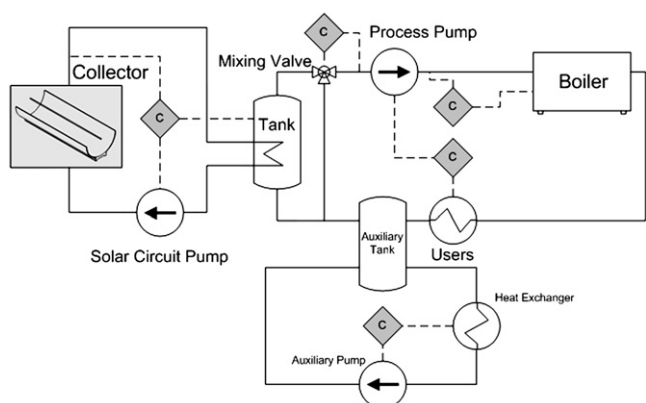 C
Process Pump
Mixing Valve
Collector
Boiler
C
C
Tank
C
Auxiliary
Tank
Users
Solar Circuit Pump
Heat Exchanger
C
Auxiliary Pump